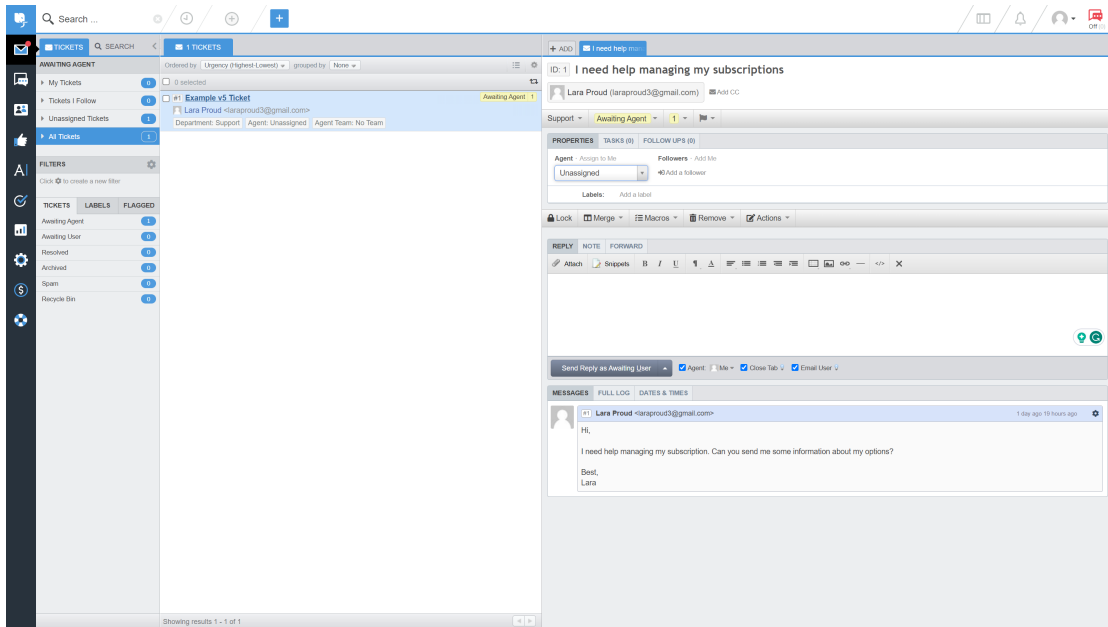 Search ...
Off (0)
TICKETS
SEARCH
AWAITING AGENT
My Tickets 0
Tickets I Follow 0
Unassigned Tickets 1
All Tickets 1
FILTERS
Click to create a new filter
TICKETS LABELS FLAGGED
Awaiting Agent 1
Awaiting User 0
Resolved 0
Archived 0
Spam 0
Recycle Bin 0
1 TICKETS
Ordered by Urgency (Highest-Lowest) grouped by None
0 selected
#1 Example v5 Ticket Awaiting Agent 1
Lara Proud <laraproud3@gmail.com>
Department: Support Agent: Unassigned Agent Team: No Team
Showing results 1 - 1 of 1
+ ADD I need help man
ID: 1 I need help managing my subscriptions
Lara Proud (laraproud3@gmail.com) Add CC
Support Awaiting Agent 1
PROPERTIES TASKS (0) FOLLOW UPS (0)
Agent · Assign to Me Followers · Add Me
Unassigned Add a follower
Labels: Add a label
Lock Merge Macros Remove Actions
REPLY NOTE FORWARD
Attach Snippets B I U ¶ A </> X
Send Reply as Awaiting User Agent: Me Close Tab Email User
MESSAGES FULL LOG DATES & TIMES
#1 Lara Proud <laraproud3@gmail.com> 1 day ago 19 hours ago
Hi,
I need help managing my subscription. Can you send me some information about my options?
Best,
Lara